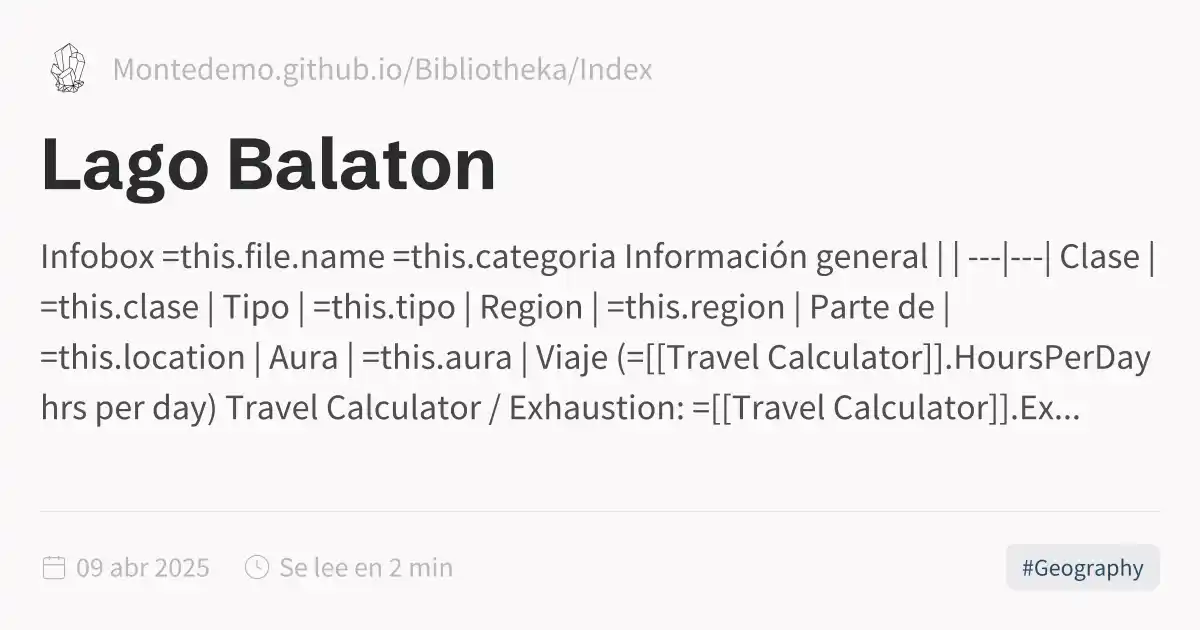 Montedemo.github.io/Bibliotheka/Index
Lago Balaton
Infobox =this.file.name =this.categoria Información general | | ---|---| Clase |
=this.clase | Tipo | =this.tipo | Region | =this.region | Parte de |
=this.location | Aura | =this.aura | Viaje (=[[Travel Calculator]].HoursPerDay
hrs per day) Travel Calculator / Exhaustion: =[[Travel Calculator]].Ex...
09 abr 2025 Se lee en 2 min #Geography